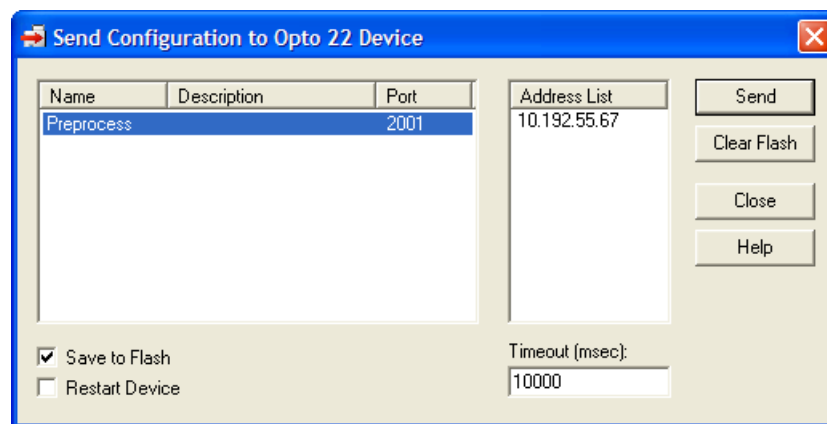 Send Configuration to Opto 22 Device
Name Description Port
Preprocess 2001
Address List
10.192.55.67
Send
Clear Flash
Close
Help
Save to Flash
Restart Device
Timeout (msec):
10000